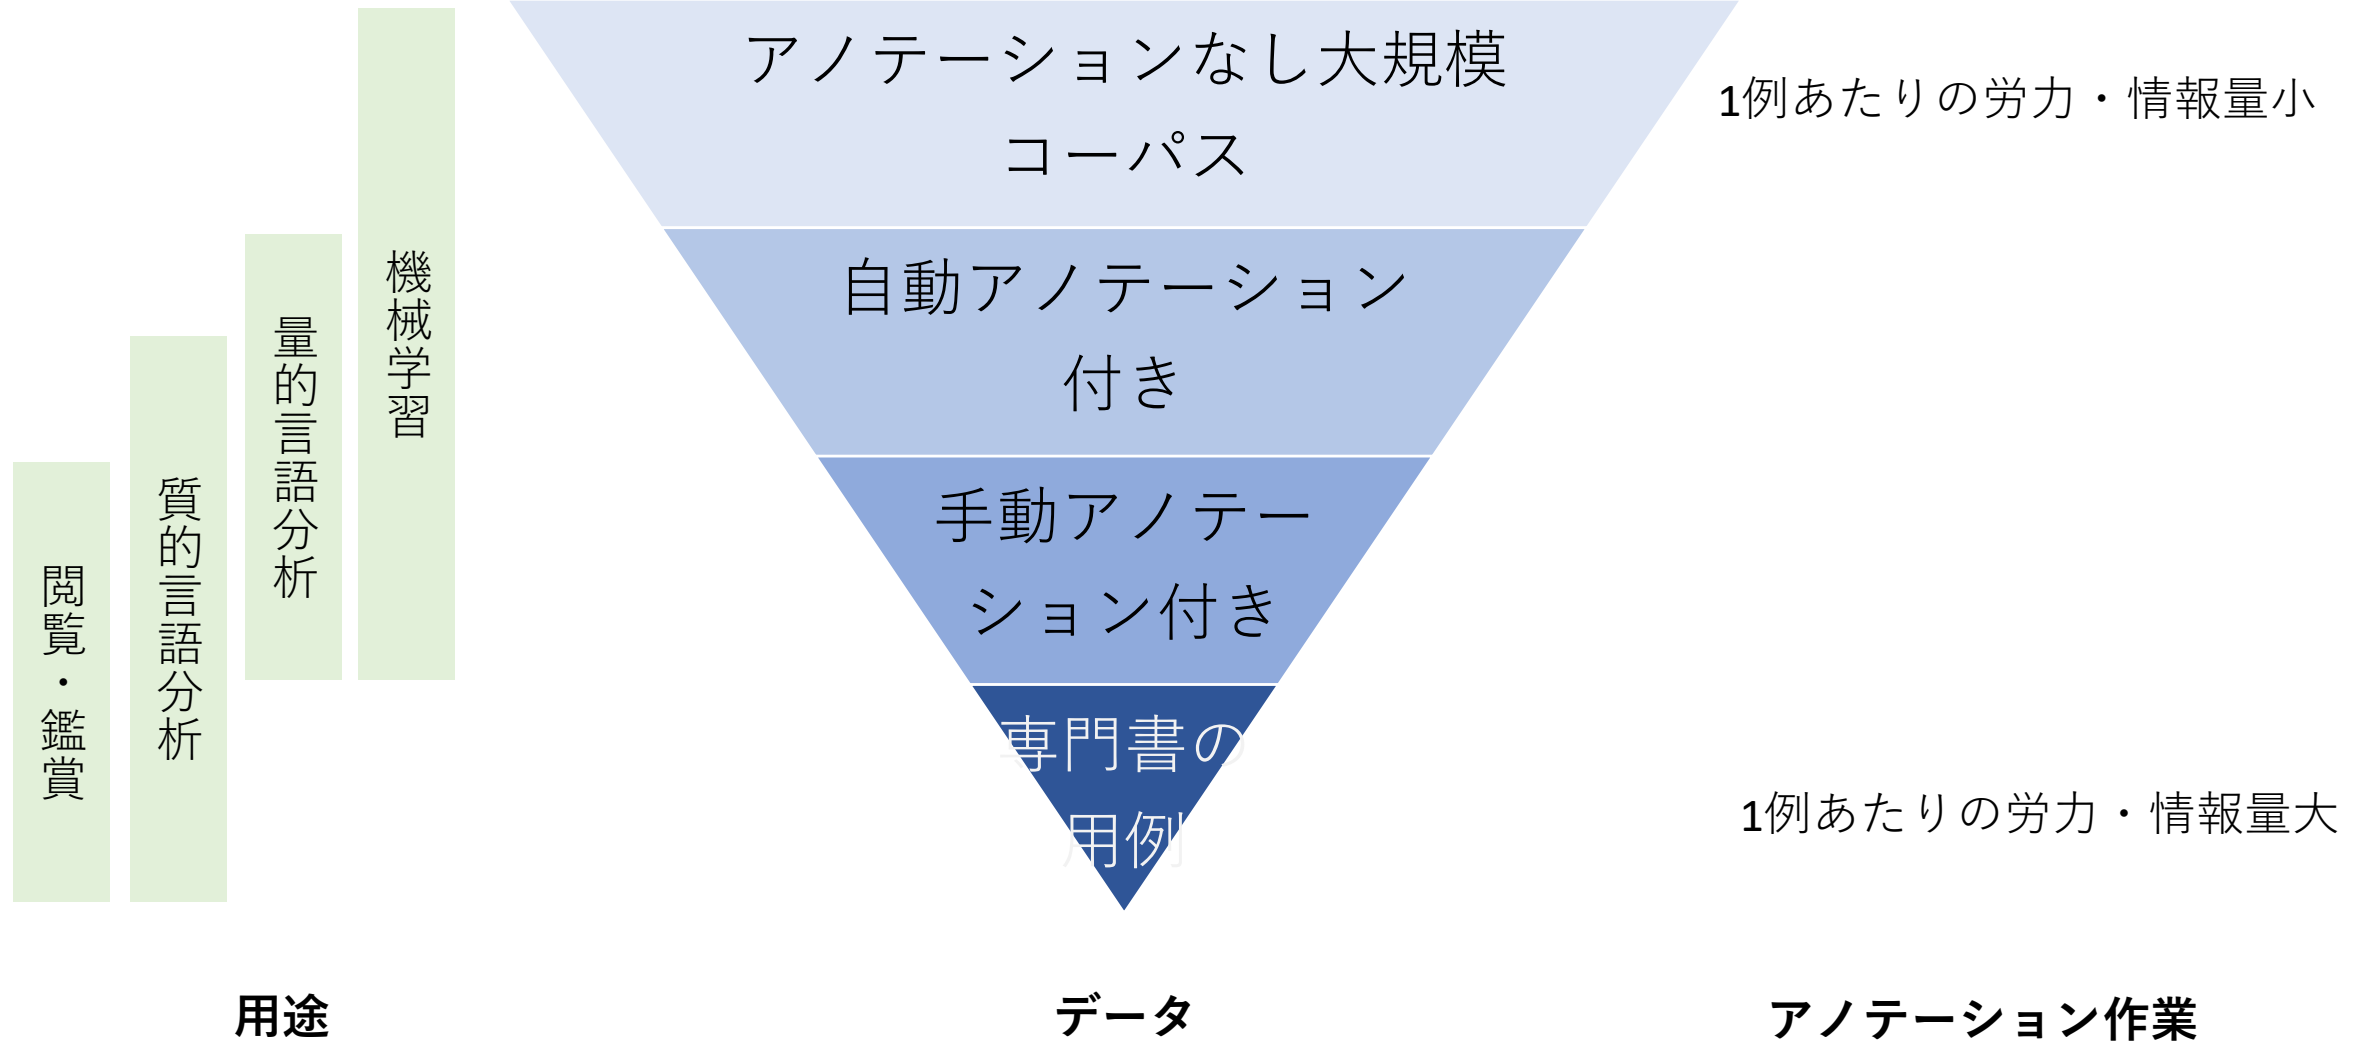 アノテーションなし大規模
コーパス
1例あたりの労力・情報量小
自動アノテーション
付き
手動アノテー
ション付き
専門書の
用例
1例あたりの労力・情報量大
閲覧・鑑賞
質的言語分析
量的言語分析
機械学習
用途
データ
アノテーション作業